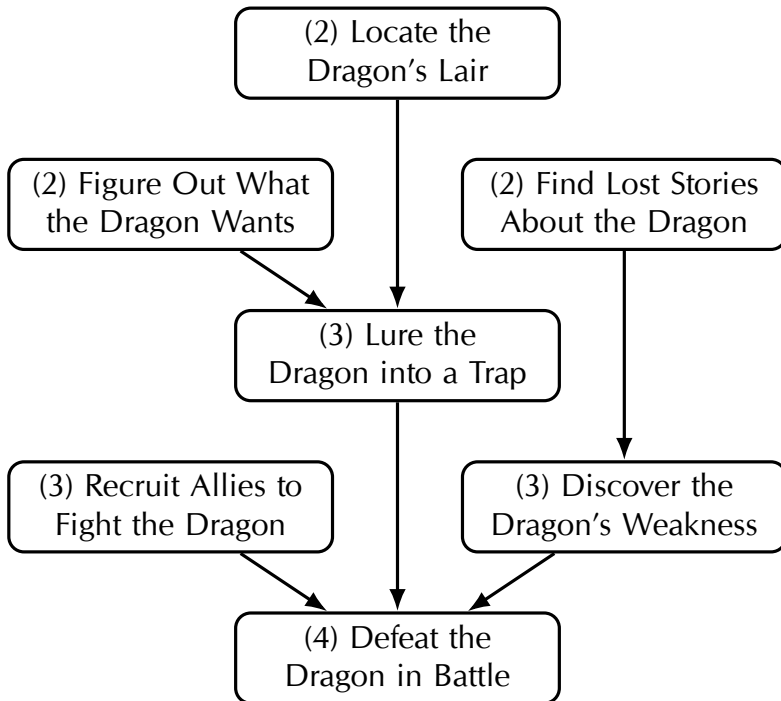 (2) Locate the
Dragon’s Lair
(2) Figure Out What
the Dragon Wants
(2) Find Lost Stories
About the Dragon
(3) Lure the
Dragon into a Trap
(3) Recruit Allies to
Fight the Dragon
(3) Discover the
Dragon’s Weakness
(4) Defeat the
Dragon in Battle